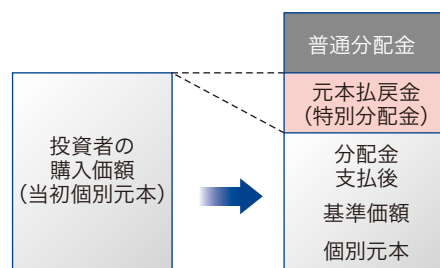 普通分配金
元本払戻金
（特別分配金）
投資者の
購入価額
（当初個別元本）
分配金
支払後
基準価額
個別元本